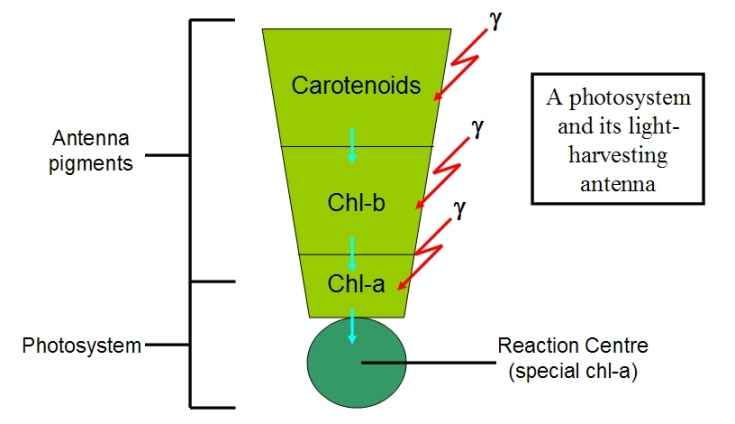 γ
Carotenoids
A photosystem
and its light-
harvesting
antenna
Antenna
pigments
γ
Chl-b
γ
Chl-a
Photosystem
Reaction Centre
(special chl-a)